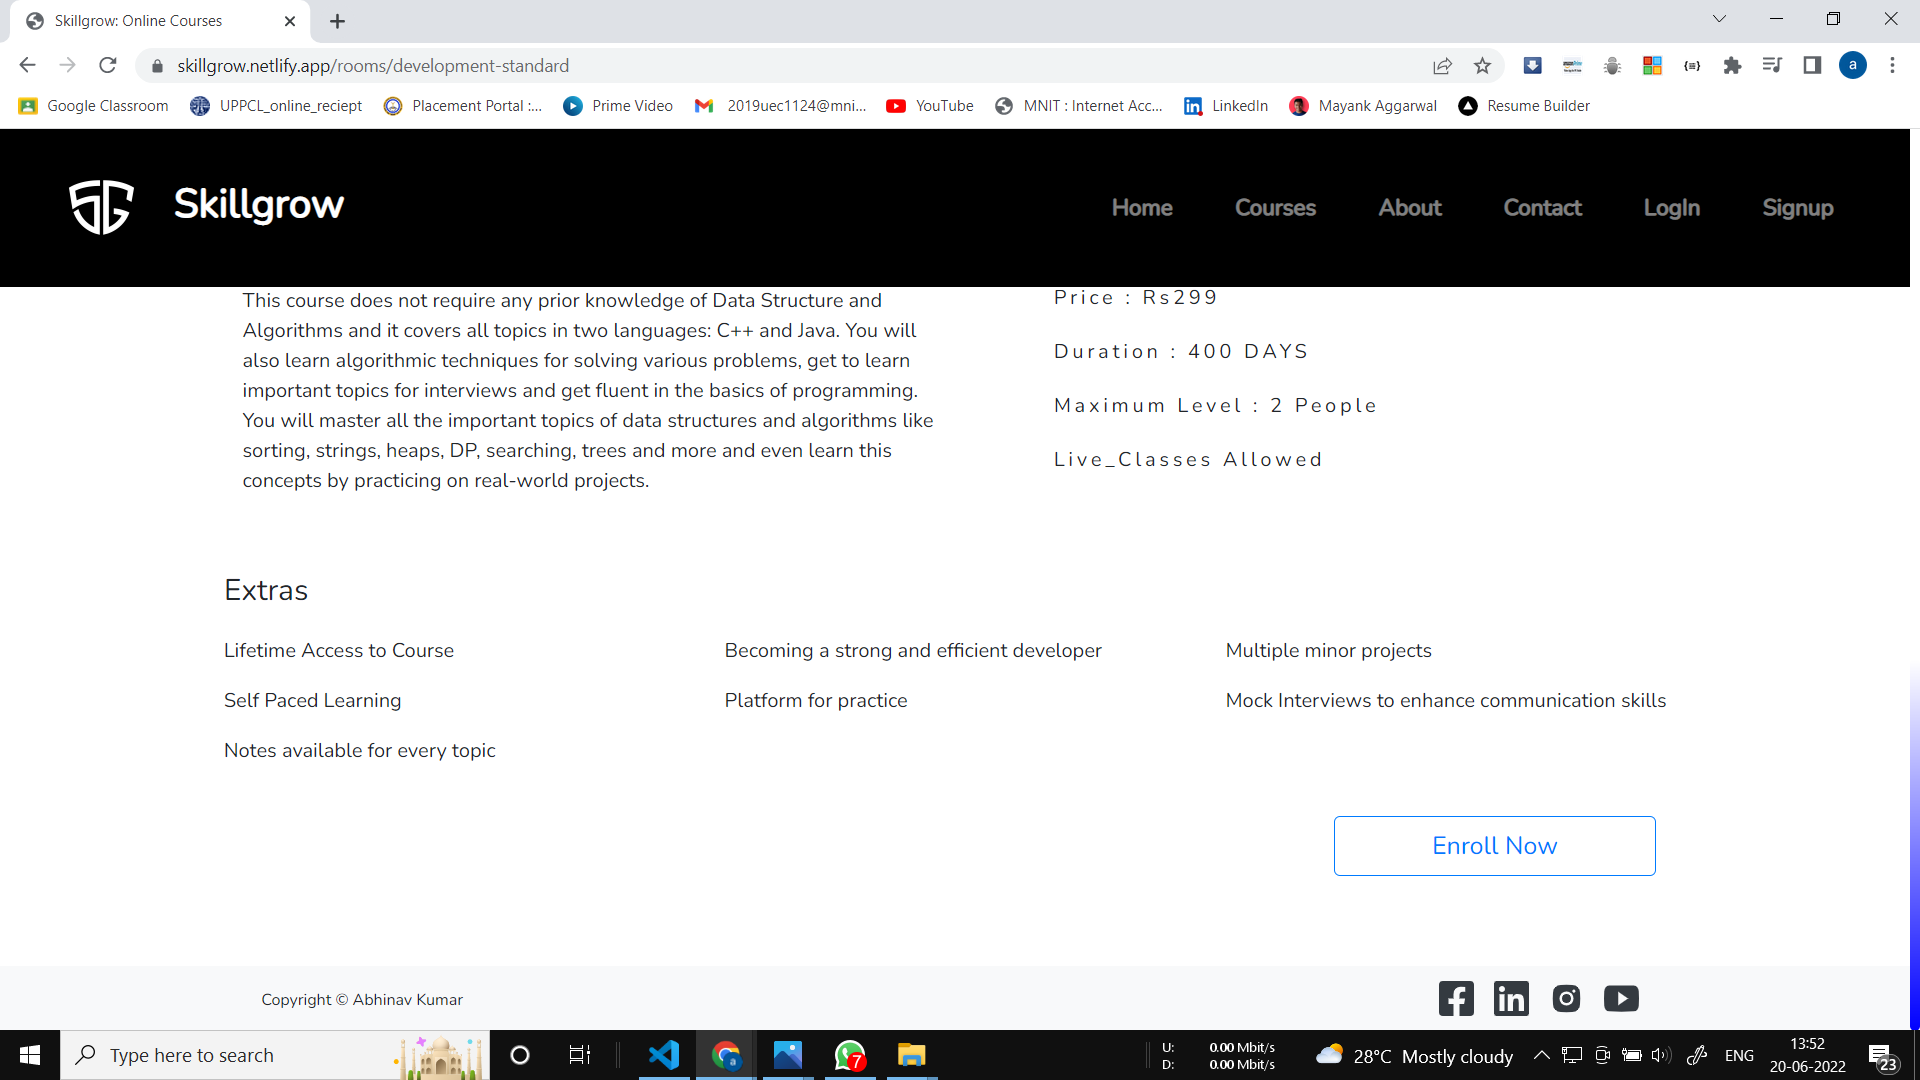 Skillgrow: Online Courses
skillgrow.netlify.app/rooms/development-standard
a
Google Classroom UPPCL_online_reciept Placement Portal :... Prime Video 2019uec1124@mni... YouTube MNIT : Internet Acc... LinkedIn Mayank Aggarwal Resume Builder
SG Skillgrow Home Courses About Contact LogIn Signup
This course does not require any prior knowledge of Data Structure and
Algorithms and it covers all topics in two languages: C++ and Java. You will
also learn algorithmic techniques for solving various problems, get to learn
important topics for interviews and get fluent in the basics of programming.
You will master all the important topics of data structures and algorithms like
sorting, strings, heaps, DP, searching, trees and more and even learn this
concepts by practicing on real-world projects.
Price : Rs299
Duration : 400 DAYS
Maximum Level : 2 People
Live_Classes Allowed
Extras
Lifetime Access to Course Becoming a strong and efficient developer Multiple minor projects
Self Paced Learning Platform for practice Mock Interviews to enhance communication skills
Notes available for every topic
Enroll Now
Copyright © Abhinav Kumar
Type here to search
a
7
U: 0.00 Mbit/s
D: 0.00 Mbit/s
28°C Mostly cloudy
ENG
13:52
20-06-2022
23